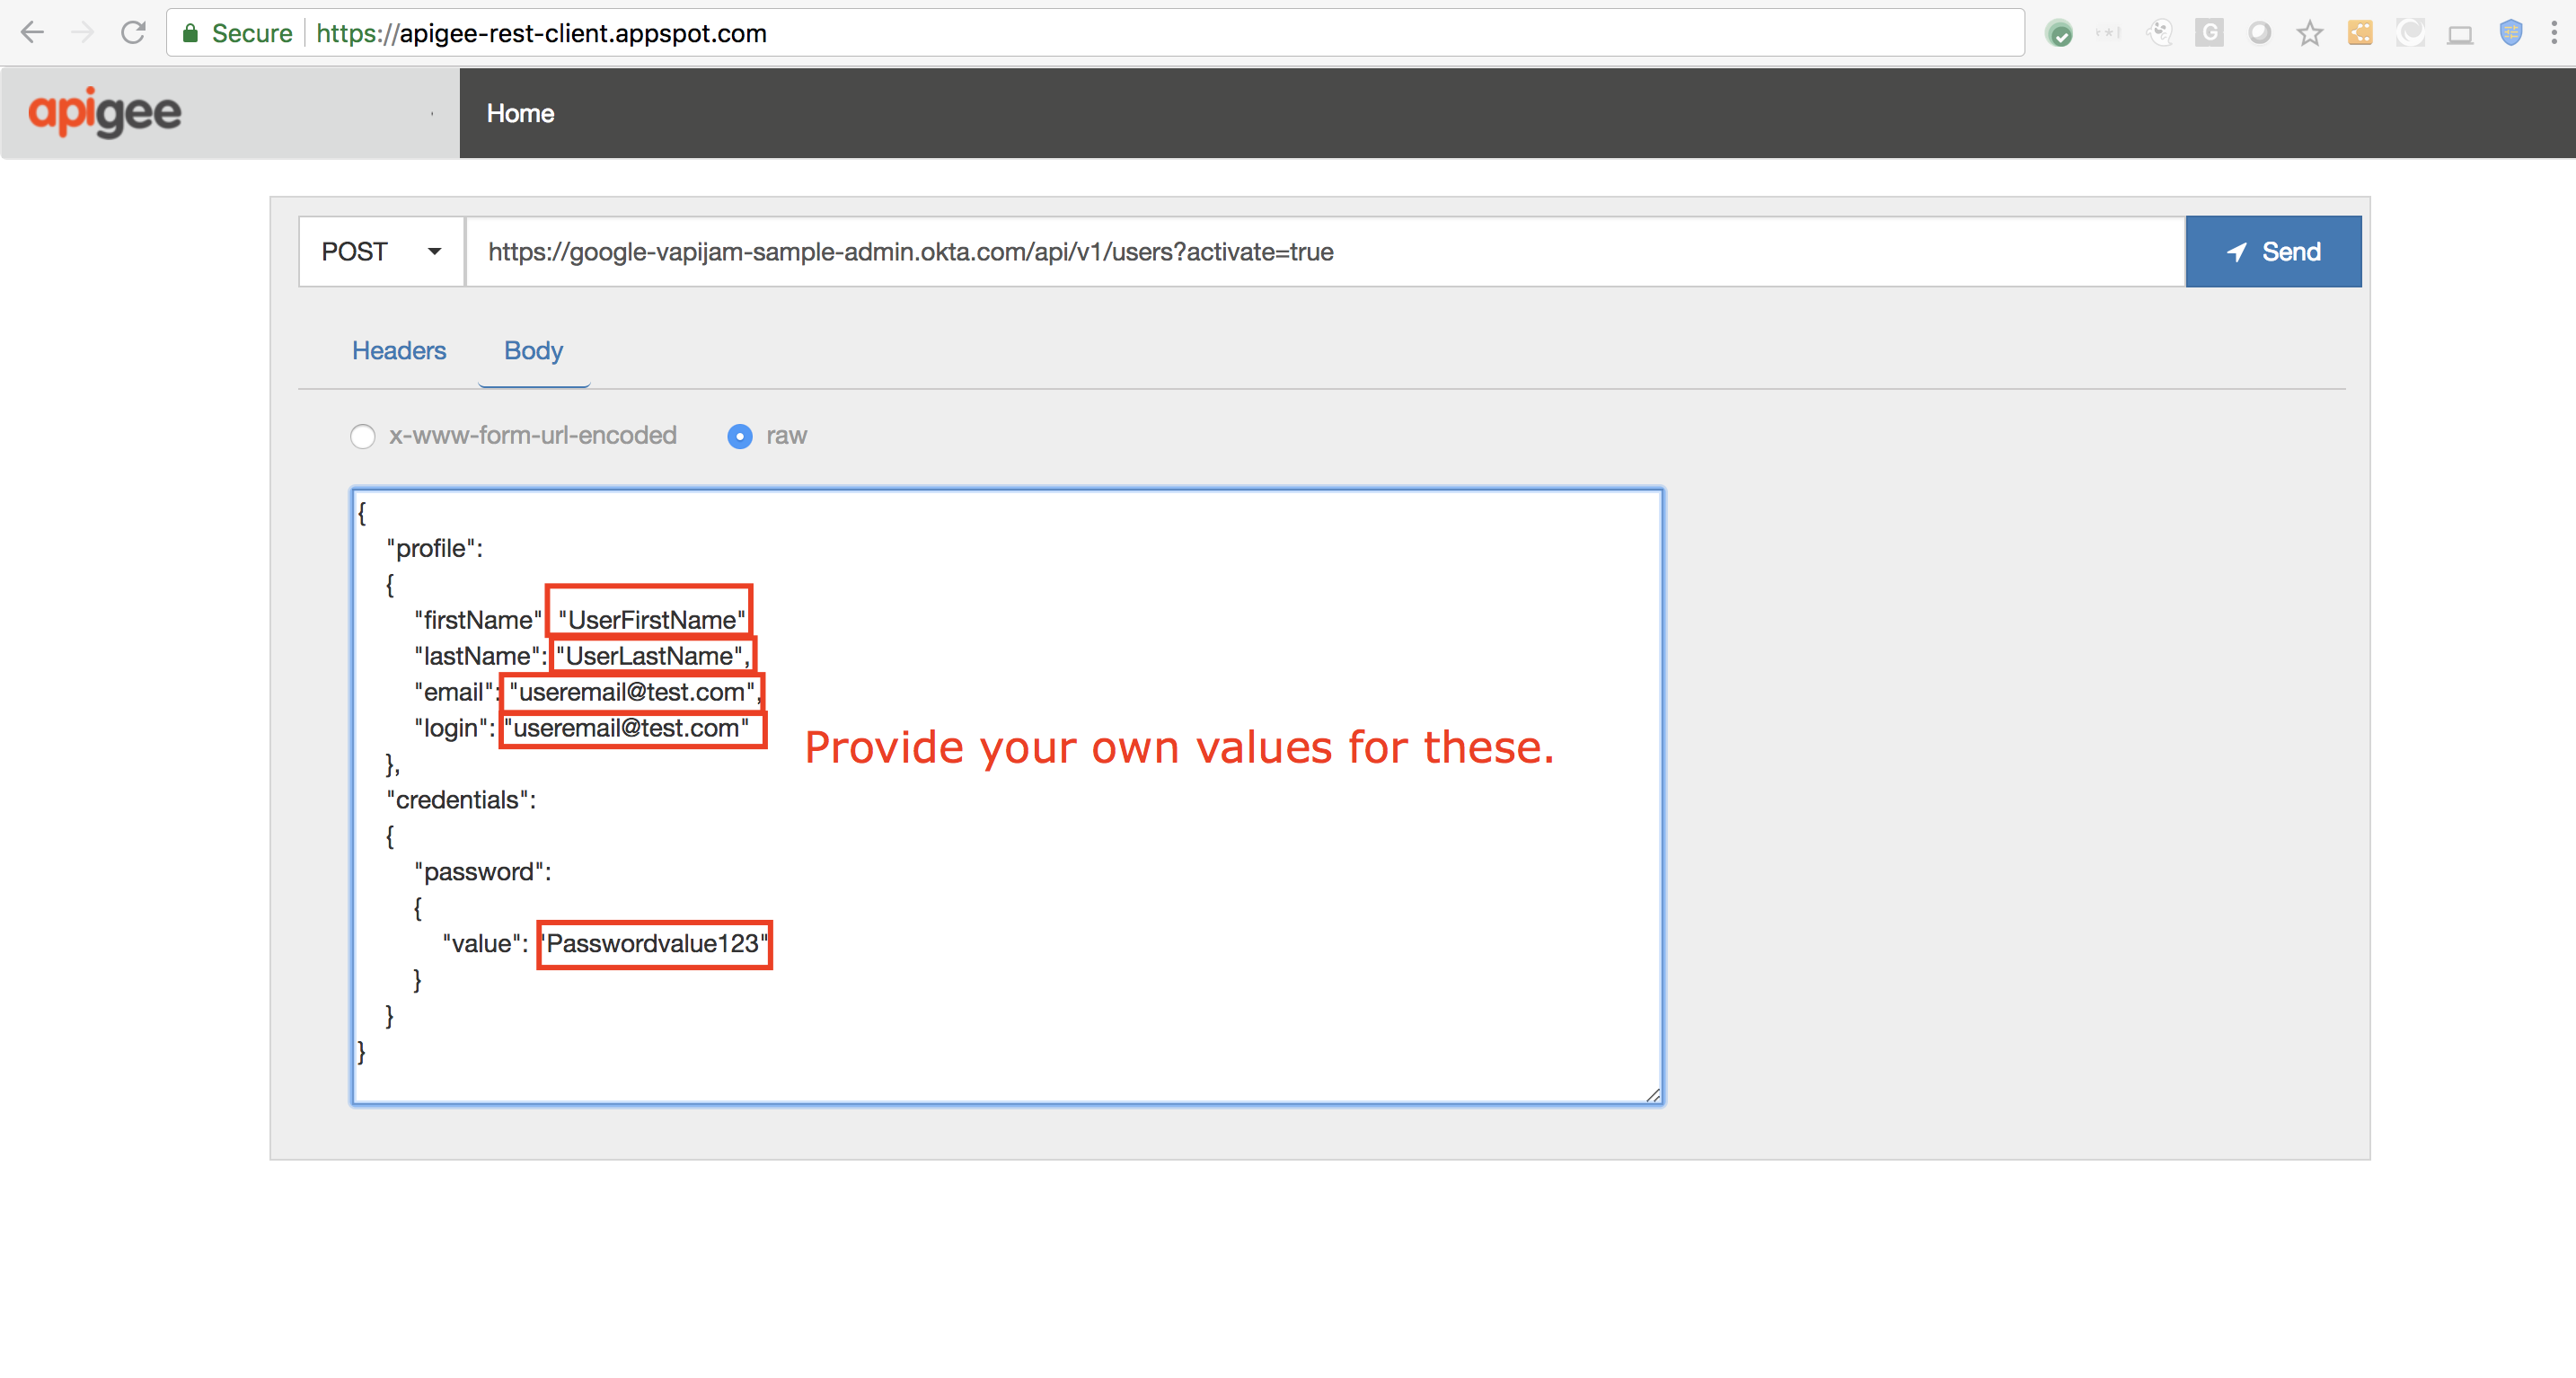 Secure https://apigee-rest-client.appspot.com
apigee Home
POST https://google-vapijam-sample-admin.okta.com/api/v1/users?activate=true Send
Headers Body
x-www-form-url-encoded raw
{
"profile":
{
"firstName" "UserFirstName"
"lastName": "UserLastName",
"email": "useremail@test.com",
"login": "useremail@test.com"
Provide your own values for these.
},
"credentials":
{
"password":
{
"value": "Passwordvalue123"
}
}
}